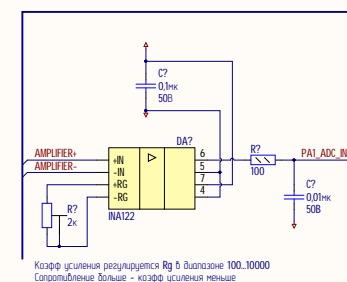 C?
0,1мк
50В
DA?
AMPLIFIER+
AMPLIFIER-
+IN
-IN
+RG
-RG
6
5
7
4
INA122
R?
2к
R?
100
PA1_ADC_IN
C?
0,01мк
50В
Коэфф усиления регулируется Rg в диапазоне 100...10000
Сопротивление больше - коэфф усиления меньше